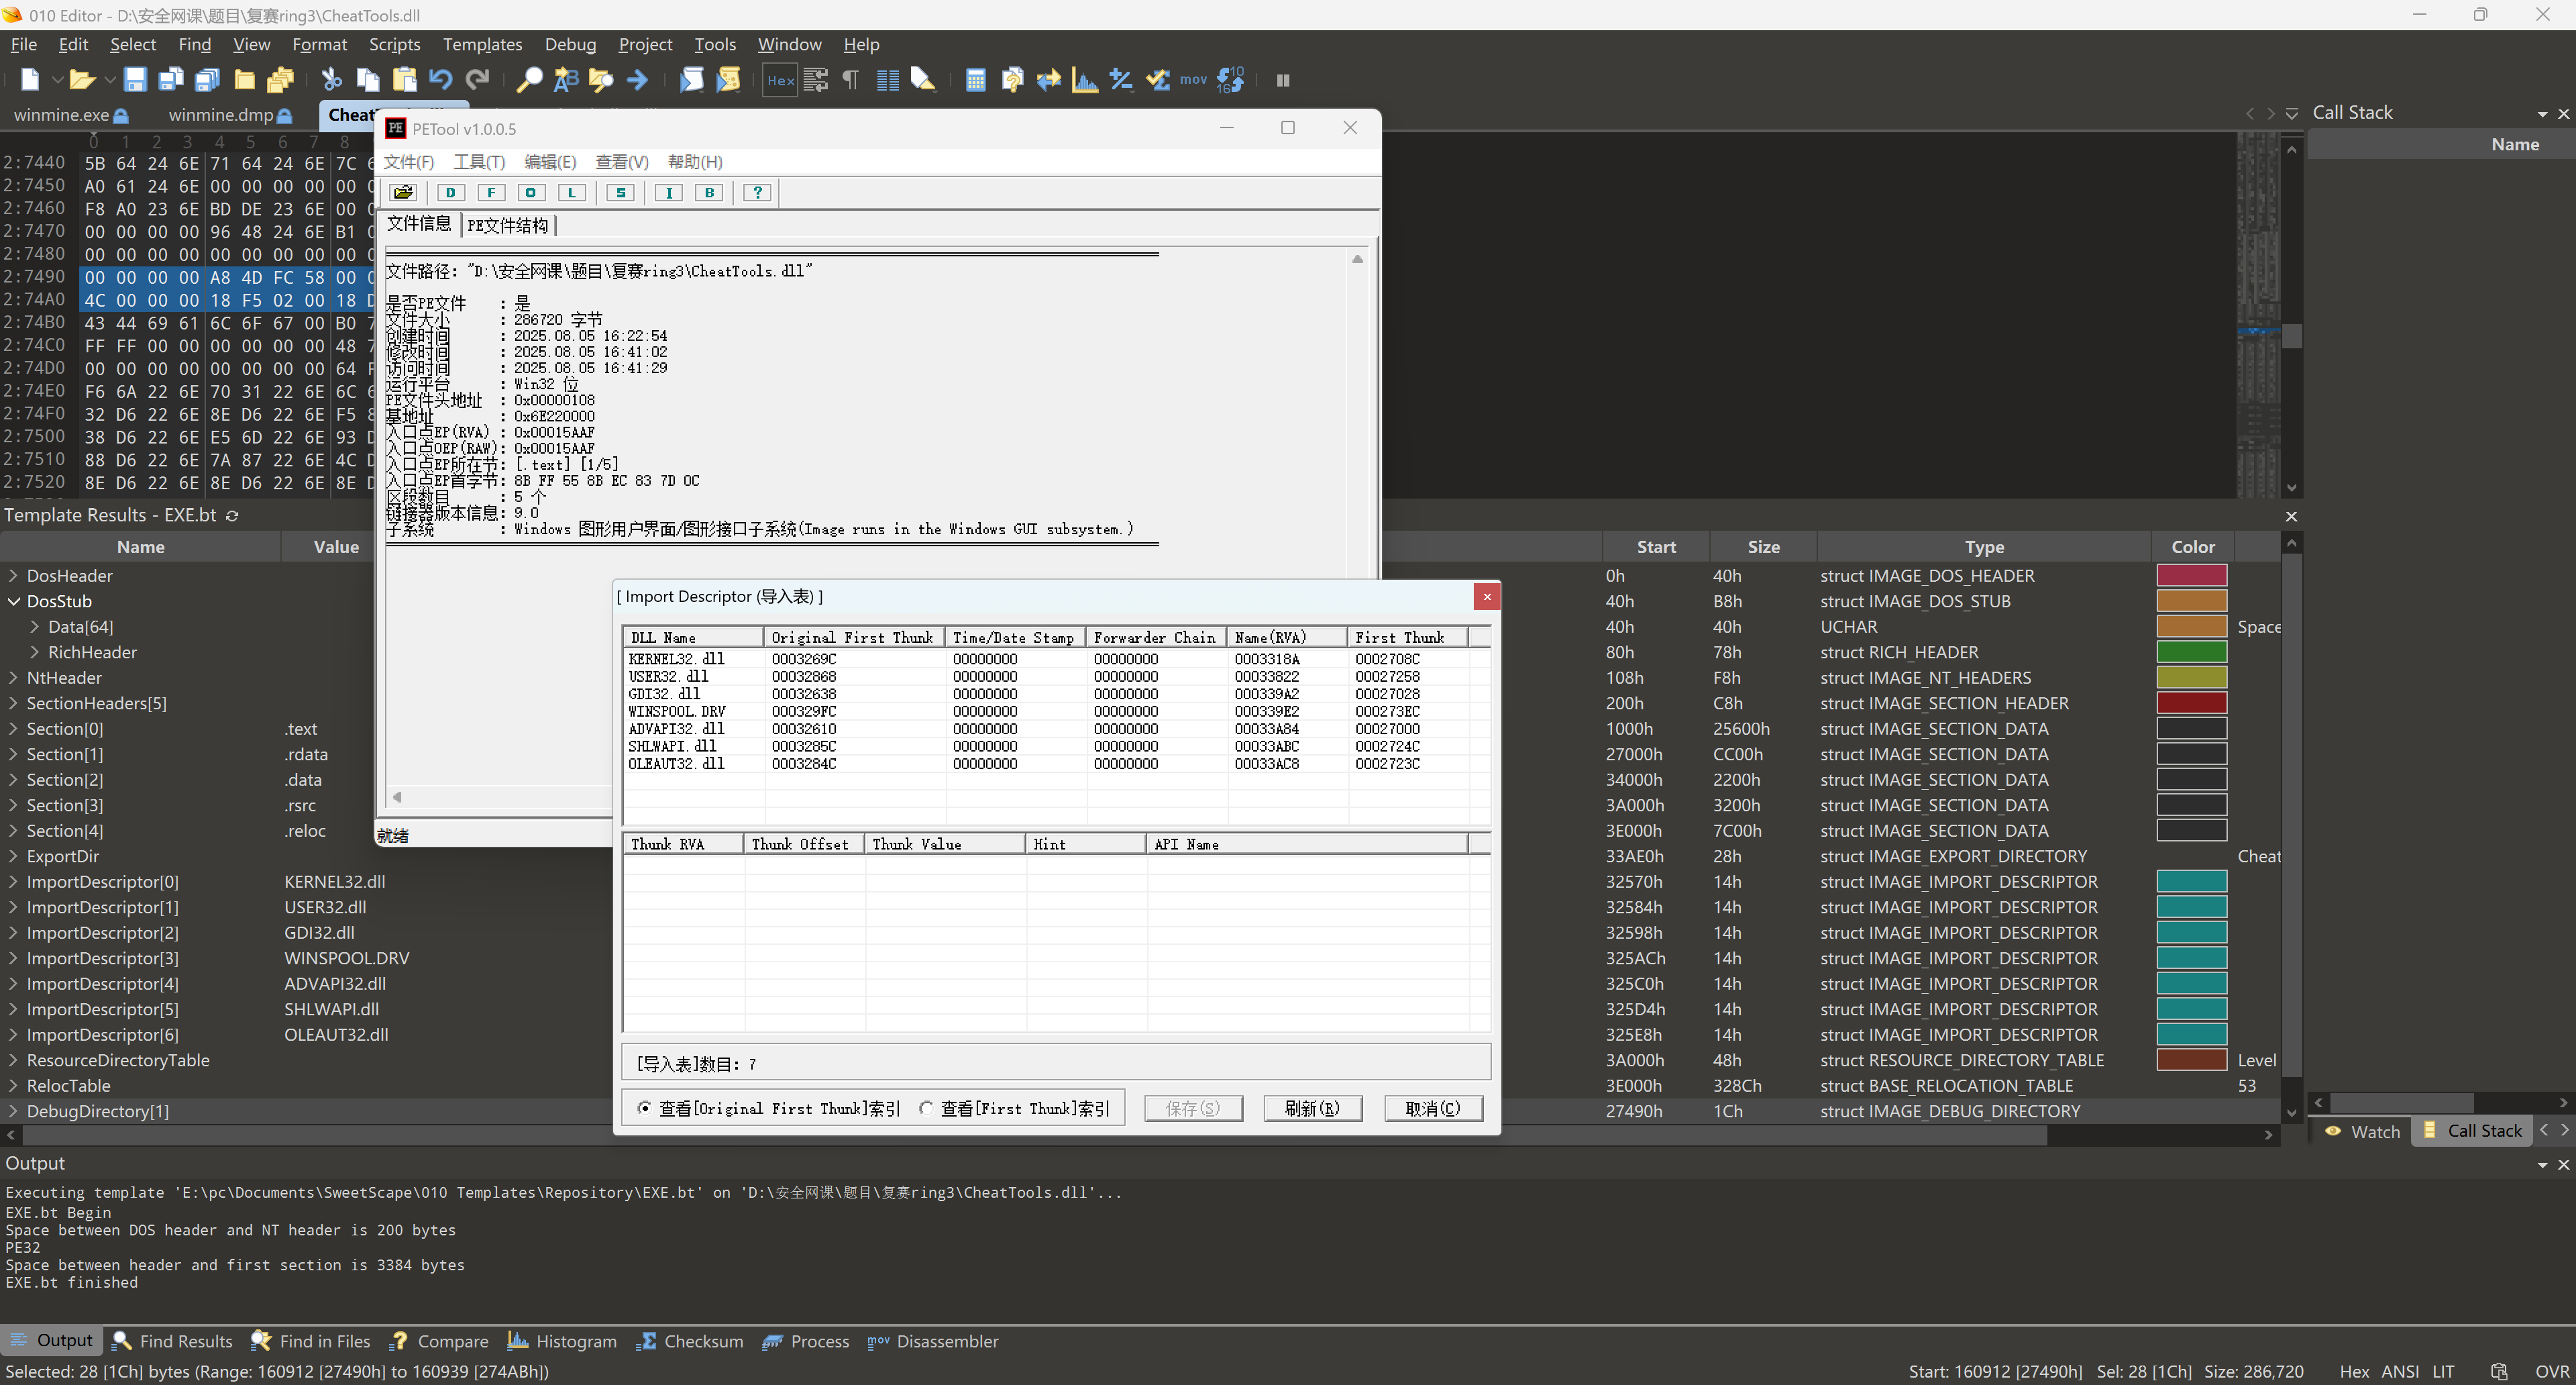 010 Editor - D:\安全网课\题目\复赛ring3\CheatTools.dll
File Edit Select Find View Format Scripts Templates Debug Project Tools Window Help
winmine.exe winmine.dmp
Call Stack
Name
0 1 2 3 4 5 6 7 8
2:7440 5B 64 24 6E 71 64 24 6E 7C
2:7450 A0 61 24 6E 00 00 00 00 00
2:7460 F8 A0 23 6E BD DE 23 6E 00
2:7470 00 00 00 00 96 48 24 6E B1
2:7480 00 00 00 00 00 00 00 00 00
2:7490 00 00 00 00 A8 4D FC 58 00
2:74A0 4C 00 00 00 18 F5 02 00 18
2:74B0 43 44 69 61 6C 6F 67 00 B0
2:74C0 FF FF 00 00 00 00 00 00 48
2:74D0 00 00 00 00 00 00 00 00 64
2:74E0 F6 6A 22 6E 70 31 22 6E 6C
2:74F0 32 D6 22 6E 8E D6 22 6E F5
2:7500 38 D6 22 6E E5 6D 22 6E 93
2:7510 88 D6 22 6E 7A 87 22 6E 4C
2:7520 8E D6 22 6E 8E D6 22 6E 8E
PETool v1.0.0.5
文件(F) 工具(T) 编辑(E) 查看(V) 帮助(H)
D F O L S I B ?
文件信息 PE文件结构
文件路径: "D:\安全网课\题目\复赛ring3\CheatTools.dll"
是否PE文件 : 是
文件大小 : 286720 字节
创建时间 : 2025.08.05 16:22:54
修改时间 : 2025.08.05 16:41:02
访问时间 : 2025.08.05 16:41:29
运行平台 : Win32 位
PE文件头地址 : 0x00000108
基地址 : 0x6E220000
入口点EP(RVA) : 0x00015AAF
入口点OEP(RAW): 0x00015AAF
入口点EP所在节: [.text] [1/5]
入口点EP首字节: 8B FF 55 8B EC 83 7D 0C
区段数目 : 5 个
链接器版本信息: 9.0
子系统 : Windows 图形用户界面/图形接口子系统(Image runs in the Windows GUI subsystem.)
就绪
[ Import Descriptor (导入表) ]
DLL Name Original First Thunk Time/Date Stamp Forwarder Chain Name(RVA) First Thunk
KERNEL32.dll 0003269C 00000000 00000000 0003318A 0002708C
USER32.dll 00032868 00000000 00000000 00033822 00027258
GDI32.dll 00032638 00000000 00000000 000339A2 00027028
WINSPOOL.DRV 000329FC 00000000 00000000 000339E2 000273EC
ADVAPI32.dll 00032610 00000000 00000000 00033A84 00027000
SHLWAPI.dll 0003285C 00000000 00000000 00033ABC 0002724C
OLEAUT32.dll 0003284C 00000000 00000000 00033AC8 0002723C
Thunk RVA Thunk Offset Thunk Value Hint API Name
[导入表]数目: 7
查看[Original First Thunk]索引 查看[First Thunk]索引 保存(S) 刷新(R) 取消(C)
Template Results - EXE.bt
Name Value Start Size Type Color
DosHeader 0h 40h struct IMAGE_DOS_HEADER
DosStub 40h B8h struct IMAGE_DOS_STUB
Data[64] 40h 40h UCHAR Space
RichHeader 80h 78h struct RICH_HEADER
NtHeader 108h F8h struct IMAGE_NT_HEADERS
SectionHeaders[5] 200h C8h struct IMAGE_SECTION_HEADER
Section[0] .text 1000h 25600h struct IMAGE_SECTION_DATA
Section[1] .rdata 27000h CC00h struct IMAGE_SECTION_DATA
Section[2] .data 34000h 2200h struct IMAGE_SECTION_DATA
Section[3] .rsrc 3A000h 3200h struct IMAGE_SECTION_DATA
Section[4] .reloc 3E000h 7C00h struct IMAGE_SECTION_DATA
ExportDir 33AE0h 28h struct IMAGE_EXPORT_DIRECTORY Cheat
ImportDescriptor[0] KERNEL32.dll 32570h 14h struct IMAGE_IMPORT_DESCRIPTOR
ImportDescriptor[1] USER32.dll 32584h 14h struct IMAGE_IMPORT_DESCRIPTOR
ImportDescriptor[2] GDI32.dll 32598h 14h struct IMAGE_IMPORT_DESCRIPTOR
ImportDescriptor[3] WINSPOOL.DRV 325ACh 14h struct IMAGE_IMPORT_DESCRIPTOR
ImportDescriptor[4] ADVAPI32.dll 325C0h 14h struct IMAGE_IMPORT_DESCRIPTOR
ImportDescriptor[5] SHLWAPI.dll 325D4h 14h struct IMAGE_IMPORT_DESCRIPTOR
ImportDescriptor[6] OLEAUT32.dll 325E8h 14h struct IMAGE_IMPORT_DESCRIPTOR
ResourceDirectoryTable 3A000h 48h struct RESOURCE_DIRECTORY_TABLE Level
RelocTable 3E000h 328Ch struct BASE_RELOCATION_TABLE 53
DebugDirectory[1] 27490h 1Ch struct IMAGE_DEBUG_DIRECTORY
Watch Call Stack
Output
Executing template 'E:\pc\Documents\SweetScape\010 Templates\Repository\EXE.bt' on 'D:\安全网课\题目\复赛ring3\CheatTools.dll'...
EXE.bt Begin
Space between DOS header and NT header is 200 bytes
PE32
Space between header and first section is 3384 bytes
EXE.bt finished
Output Find Results Find in Files Compare Histogram Checksum Process Disassembler
Selected: 28 [1Ch] bytes (Range: 160912 [27490h] to 160939 [274ABh]) Start: 160912 [27490h] Sel: 28 [1Ch] Size: 286,720 Hex ANSI LIT OVR